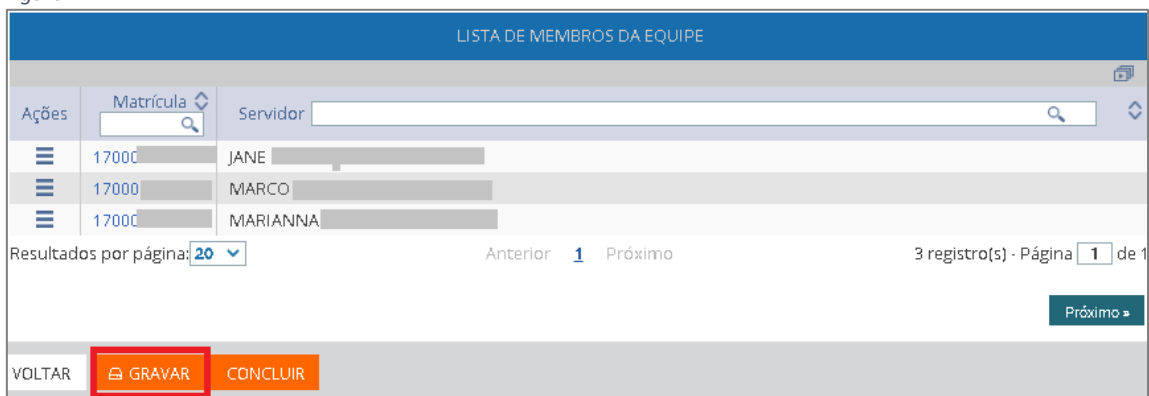 LISTA DE MEMBROS DA EQUIPE
Ações Matrícula Servidor
17000 JANE
17000 MARCO
17000 MARIANNA
Resultados por página: 20 Anterior 1 Próximo 3 registro(s) - Página 1 de 1
Próximo »
VOLTAR GRAVAR CONCLUIR